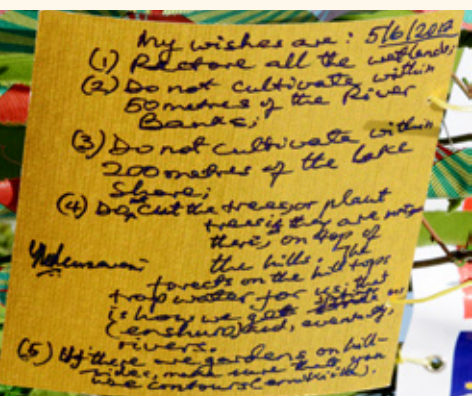 My wishes are: 5/6/2012
(1) Restore all the wetlands;
(2) Do not cultivate within
50 metres of the River
Banks;
(3) Do not cultivate within
200 metres of the Lake
Shore;
(4) Do not cut the trees or plant
trees if they are not
there, on top of
the hills. The
forests on the hill tops
trap water for us; that
is how we get
and, eventually,
rivers.
(5) If there are gardens on hill-
sides, make sure that you
use contours